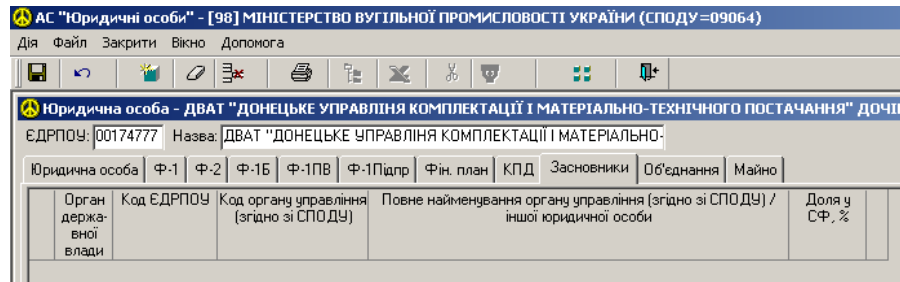 АС "Юридичні особи" - [98] МІНІСТЕРСТВО ВУГІЛЬНОЇ ПРОМИСЛОВОСТІ УКРАЇНИ (СПОДУ=09064)
Дія Файл Закрити Вікно Допомога
Юридична особа - ДВАТ "ДОНЕЦЬКЕ УПРАВЛІНЯ КОМПЛЕКТАЦІЇ І МАТЕРІАЛЬНО-ТЕХНІЧНОГО ПОСТАЧАННЯ" ДОЧІ
ЄДРПОУ: 00174777 Назва: ДВАТ "ДОНЕЦЬКЕ УПРАВЛІНЯ КОМПЛЕКТАЦІЇ І МАТЕРІАЛЬНО-
Юридична особа Ф-1 Ф-2 Ф-1Б Ф-1ПВ Ф-1Підпр Фін. план КПД Засновники Об'єднання Майно
Орган Код ЄДРПОУ Код органу управління Повне найменування органу управління (згідно зі СПОДУ) / Доля у
держа- (згідно зі СПОДУ) іншої юридичної особи СФ, %
вної
влади